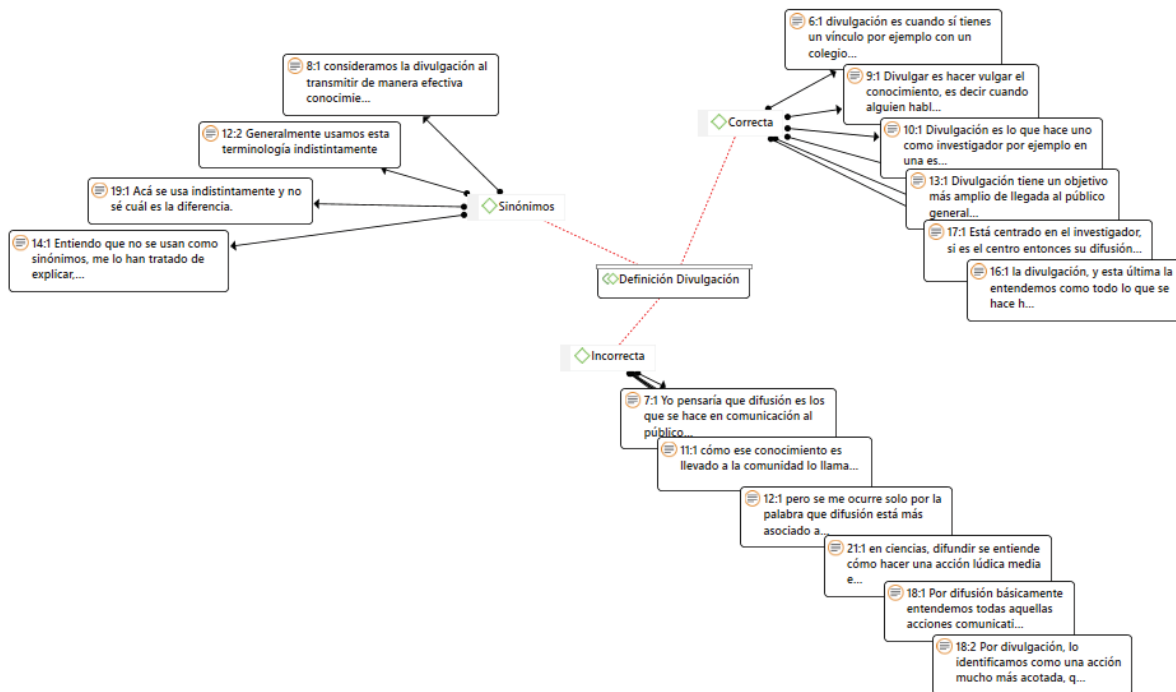 6:1 divulgación es cuando sí tienes
un vínculo por ejemplo con un
colegio...
8:1 consideramos la divulgación al
transmitir de manera efectiva
conocimie...
9:1 Divulgar es hacer vulgar el
conocimiento, es decir cuando
alguien habl...
Correcta
12:2 Generalmente usamos esta
terminología indistintamente
10:1 Divulgación es lo que hace uno
como investigador por ejemplo en
una es...
19:1 Acá se usa indistintamente y no
sé cuál es la diferencia.
Sinónimos
13:1 Divulgación tiene un objetivo
más amplio de llegada al público
general...
14:1 Entiendo que no se usan como
sinónimos, me lo han tratado de
explicar,...
17:1 Está centrado en el investigador,
si es el centro entonces su difusión...
16:1 la divulgación, y esta última la
entendemos como todo lo que se
hace h...
Definición Divulgación
Incorrecta
7:1 Yo pensaría que difusión es los
que se hace en comunicación al
público...
11:1 cómo ese conocimiento es
llevado a la comunidad lo llama...
12:1 pero se me ocurre solo por la
palabra que difusión está más
asociado a...
21:1 en ciencias, difundir se entiende
cómo hacer una acción lúdica media
e...
18:1 Por difusión básicamente
entendemos todas aquellas
acciones comunicati...
18:2 Por divulgación, lo
identificamos como una acción
mucho más acotada, q...